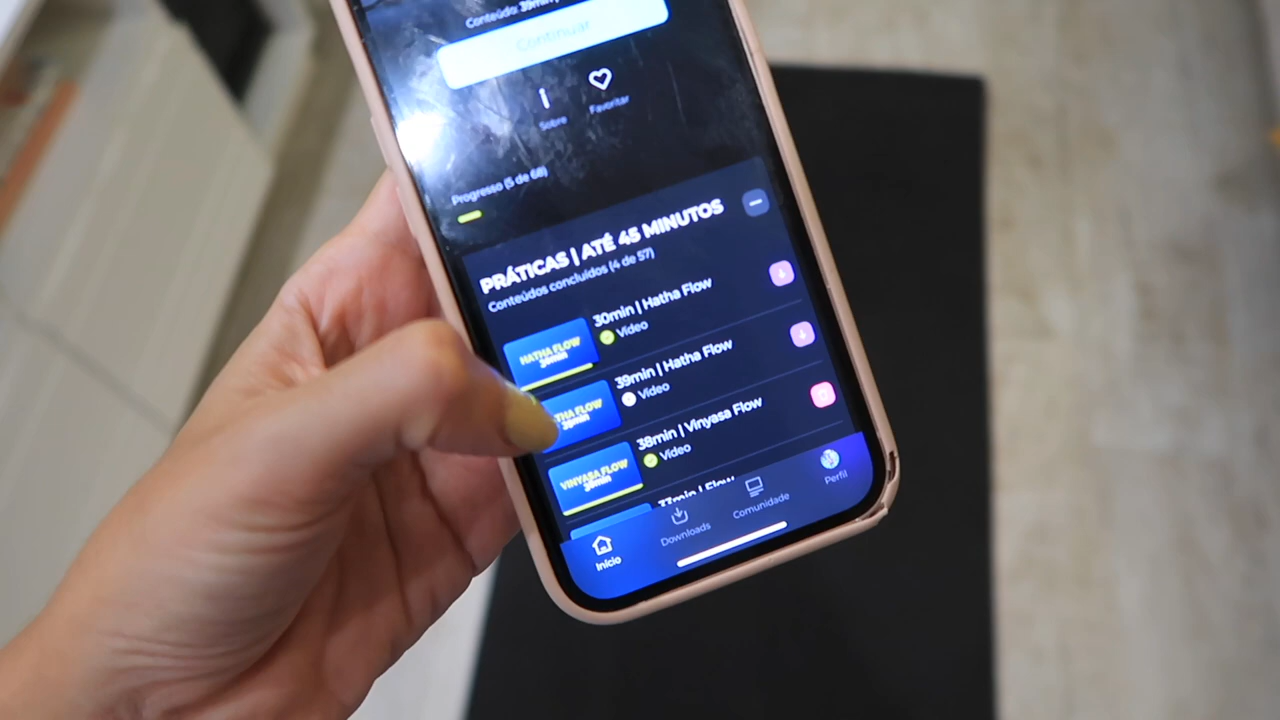 Conteúdo: 39min
Continuar
Sobre
Favoritar
Progresso (5 de 68)
PRÁTICAS | ATÉ 45 MINUTOS
Conteúdos concluídos (4 de 57)
30min | Hatha Flow
Vídeo
HATHA FLOW
30min
39min | Hatha Flow
Vídeo
THA FLOW
39min
38min | Vinyasa Flow
Vídeo
VINYASA FLOW
38min
33min | Flow
Início
Downloads
Comunidade
Perfil